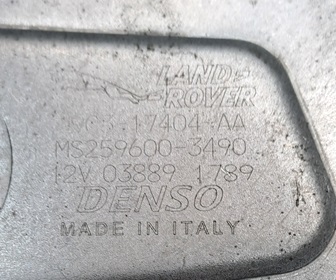 LAND-
ROVER
17404-AA
MS259600-3490
12V 03889 1789
DENSO
MADE IN ITALY